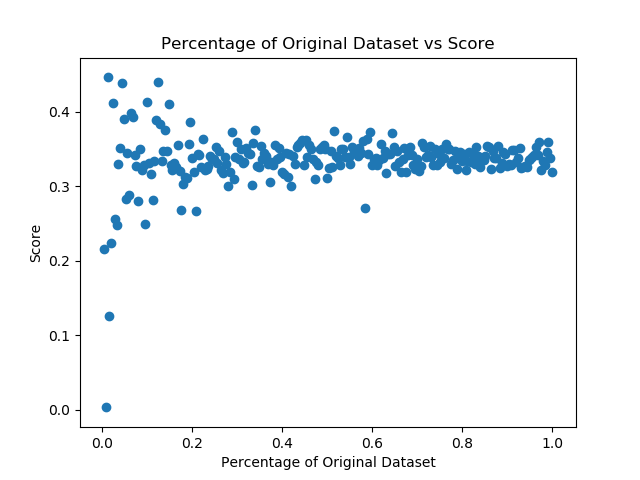 Percentage of Original Dataset vs Score
0.4
0.3
0.2
0.1
0.0
Score
0.0 0.2 0.4 0.6 0.8 1.0
Percentage of Original Dataset